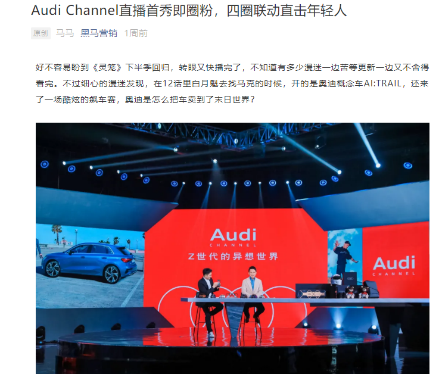 Audi Channel直播首秀即圈粉，四圈联动直击年轻人
原创 马马 黑马营销 1周前
好不容易盼到《灵笼》下半季回归，转眼又快播完了，不知道有多少漫迷一边苦等更新一边又不舍得
看完。不过细心的漫迷发现，在12话里白月魁去找马克的时候，开的是奥迪概念车AI:TRAIL，还来
了一场酷炫的飙车赛，奥迪是怎么把车卖到了末日世界？
Audi
CHANNEL
Z世代的异想世界
Audi
CHANNEL